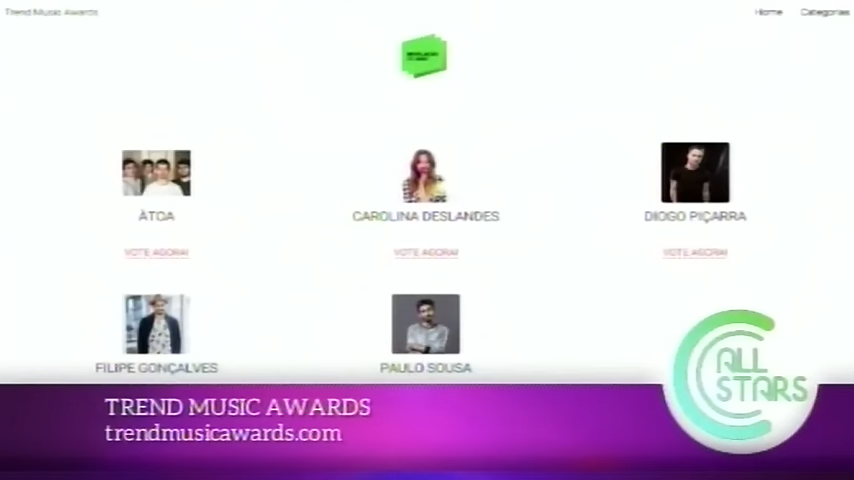 Trend Music Awards
Home Categorias
ÀTOA
CAROLINA DESLANDES
DIOGO PIÇARRA
VOTE AGORA!
VOTE AGORA!
VOTE AGORA!
FILIPE GONÇALVES
PAULO SOUSA
TREND MUSIC AWARDS
trendmusicawards.com
ALL
STARS